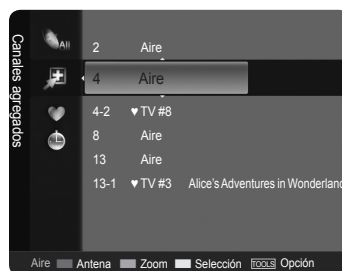 Canales agregados
All
2 Aire
4 Aire
4-2 ♥ TV #8
8 Aire
13 Aire
13-1 ♥ TV #3 Alice's Adventures in Wonderland
Aire Antena Zoom Selección TOOLS Opción